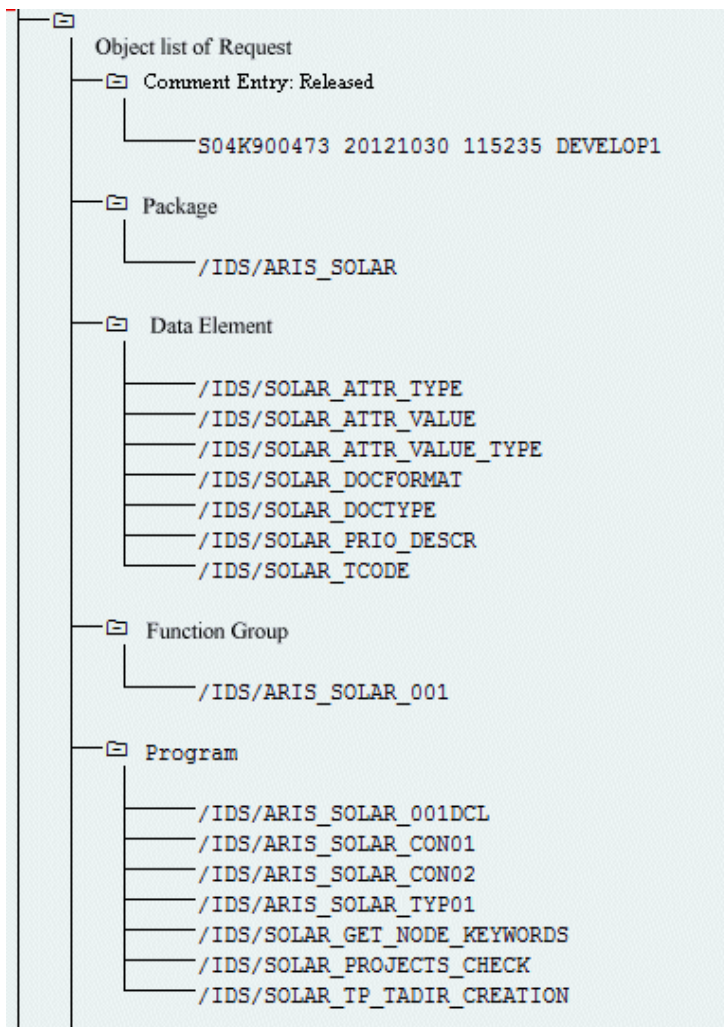 Object list of Request
Comment Entry: Released
S04K900473 20121030 115235 DEVELOP1
Package
/IDS/ARIS_SOLAR
Data Element
/IDS/SOLAR_ATTR_TYPE
/IDS/SOLAR_ATTR_VALUE
/IDS/SOLAR_ATTR_VALUE_TYPE
/IDS/SOLAR_DOCFORMAT
/IDS/SOLAR_DOCTYPE
/IDS/SOLAR_PRIO_DESCR
/IDS/SOLAR_TCODE
Function Group
/IDS/ARIS_SOLAR_001
Program
/IDS/ARIS_SOLAR_001DCL
/IDS/ARIS_SOLAR_CON01
/IDS/ARIS_SOLAR_CON02
/IDS/ARIS_SOLAR_TYP01
/IDS/SOLAR_GET_NODE_KEYWORDS
/IDS/SOLAR_PROJECTS_CHECK
/IDS/SOLAR_TP_TADIR_CREATION